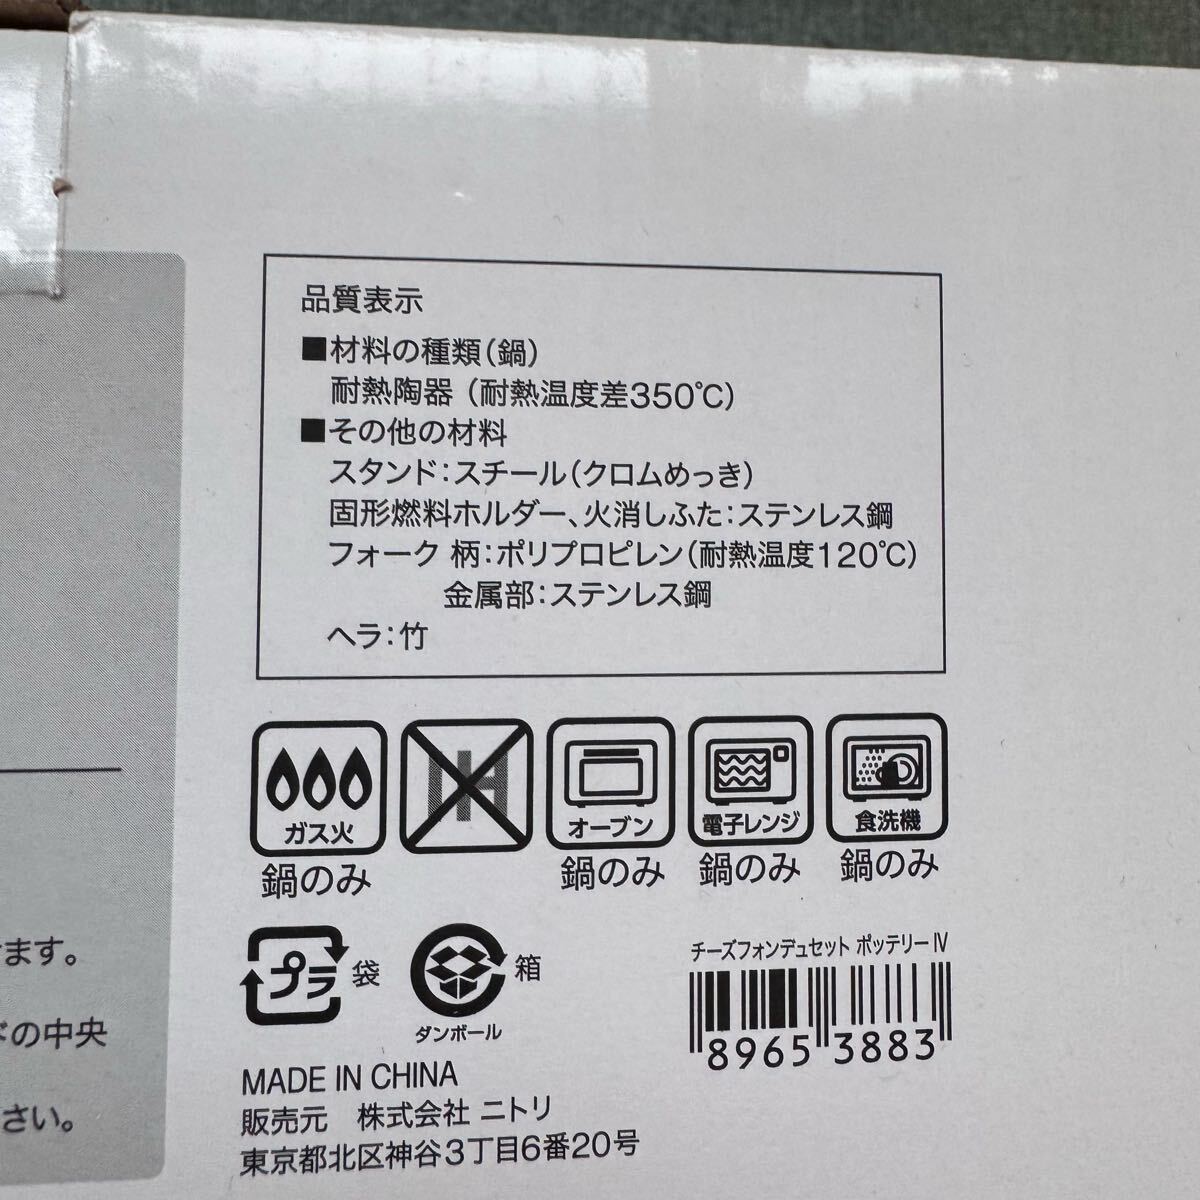 品質表示
■材料の種類(鍋)
耐熱陶器(耐熱温度差350℃)
■その他の材料
スタンド:スチール(クロムめっき)
固形燃料ホルダー、火消しふた:ステンレス鋼
フォーク 柄:ポリプロピレン(耐熱温度120℃)
金属部:ステンレス鋼
ヘラ:竹
ガス火
鍋のみ
IH
オーブン
鍋のみ
電子レンジ
鍋のみ
食洗機
鍋のみ
プラ 袋
ダンボール
箱
チーズフォンデュセット ポッテリーⅣ
8965 3883
MADE IN CHINA
販売元 株式会社 ニトリ
東京都北区神谷3丁目6番20号
ます。
の中央
さい。